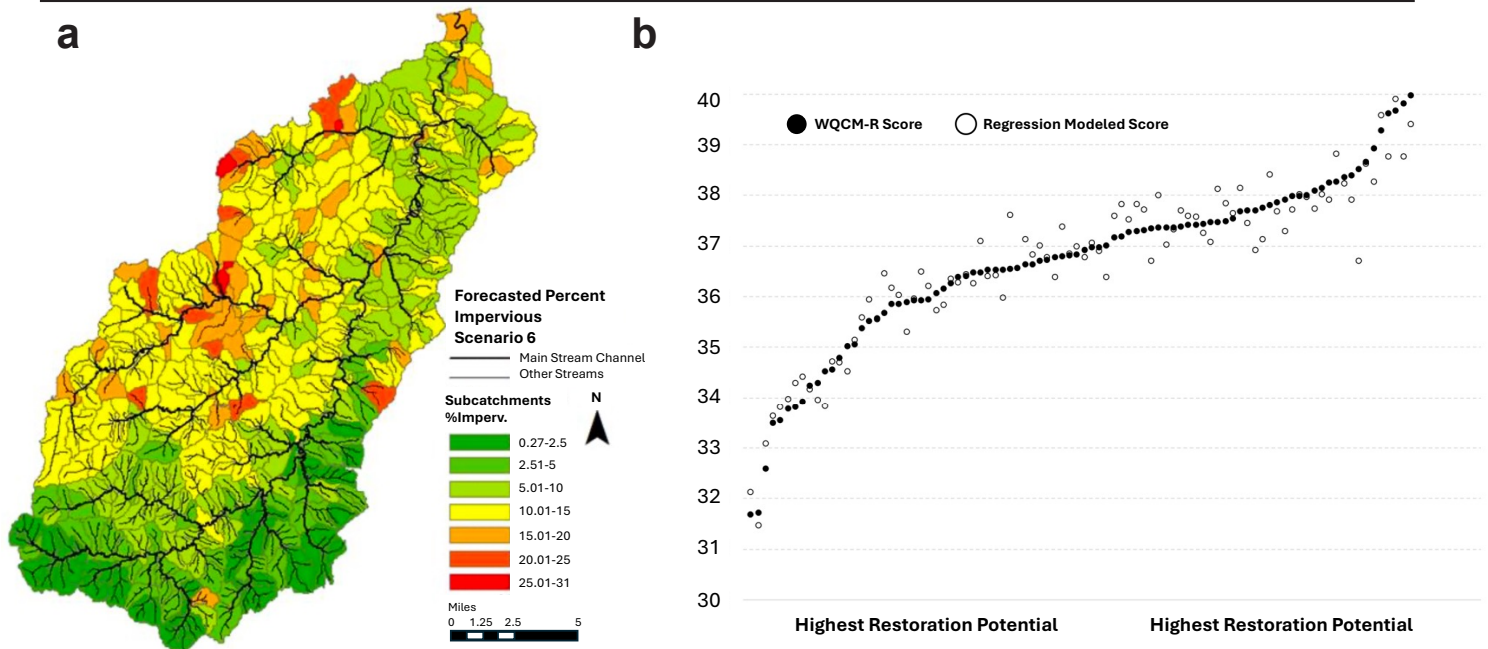 a
Forecasted Percent
Impervious
Scenario 6
Main Stream Channel
Other Streams
Subcatchments
%Imperv.
N
0.27-2.5
2.51-5
5.01-10
10.01-15
15.01-20
20.01-25
25.01-31
Miles
0 1.25 2.5 5
b
WQCM-R Score
Regression Modeled Score
40
39
38
37
36
35
34
33
32
31
30
Highest Restoration Potential
Highest Restoration Potential